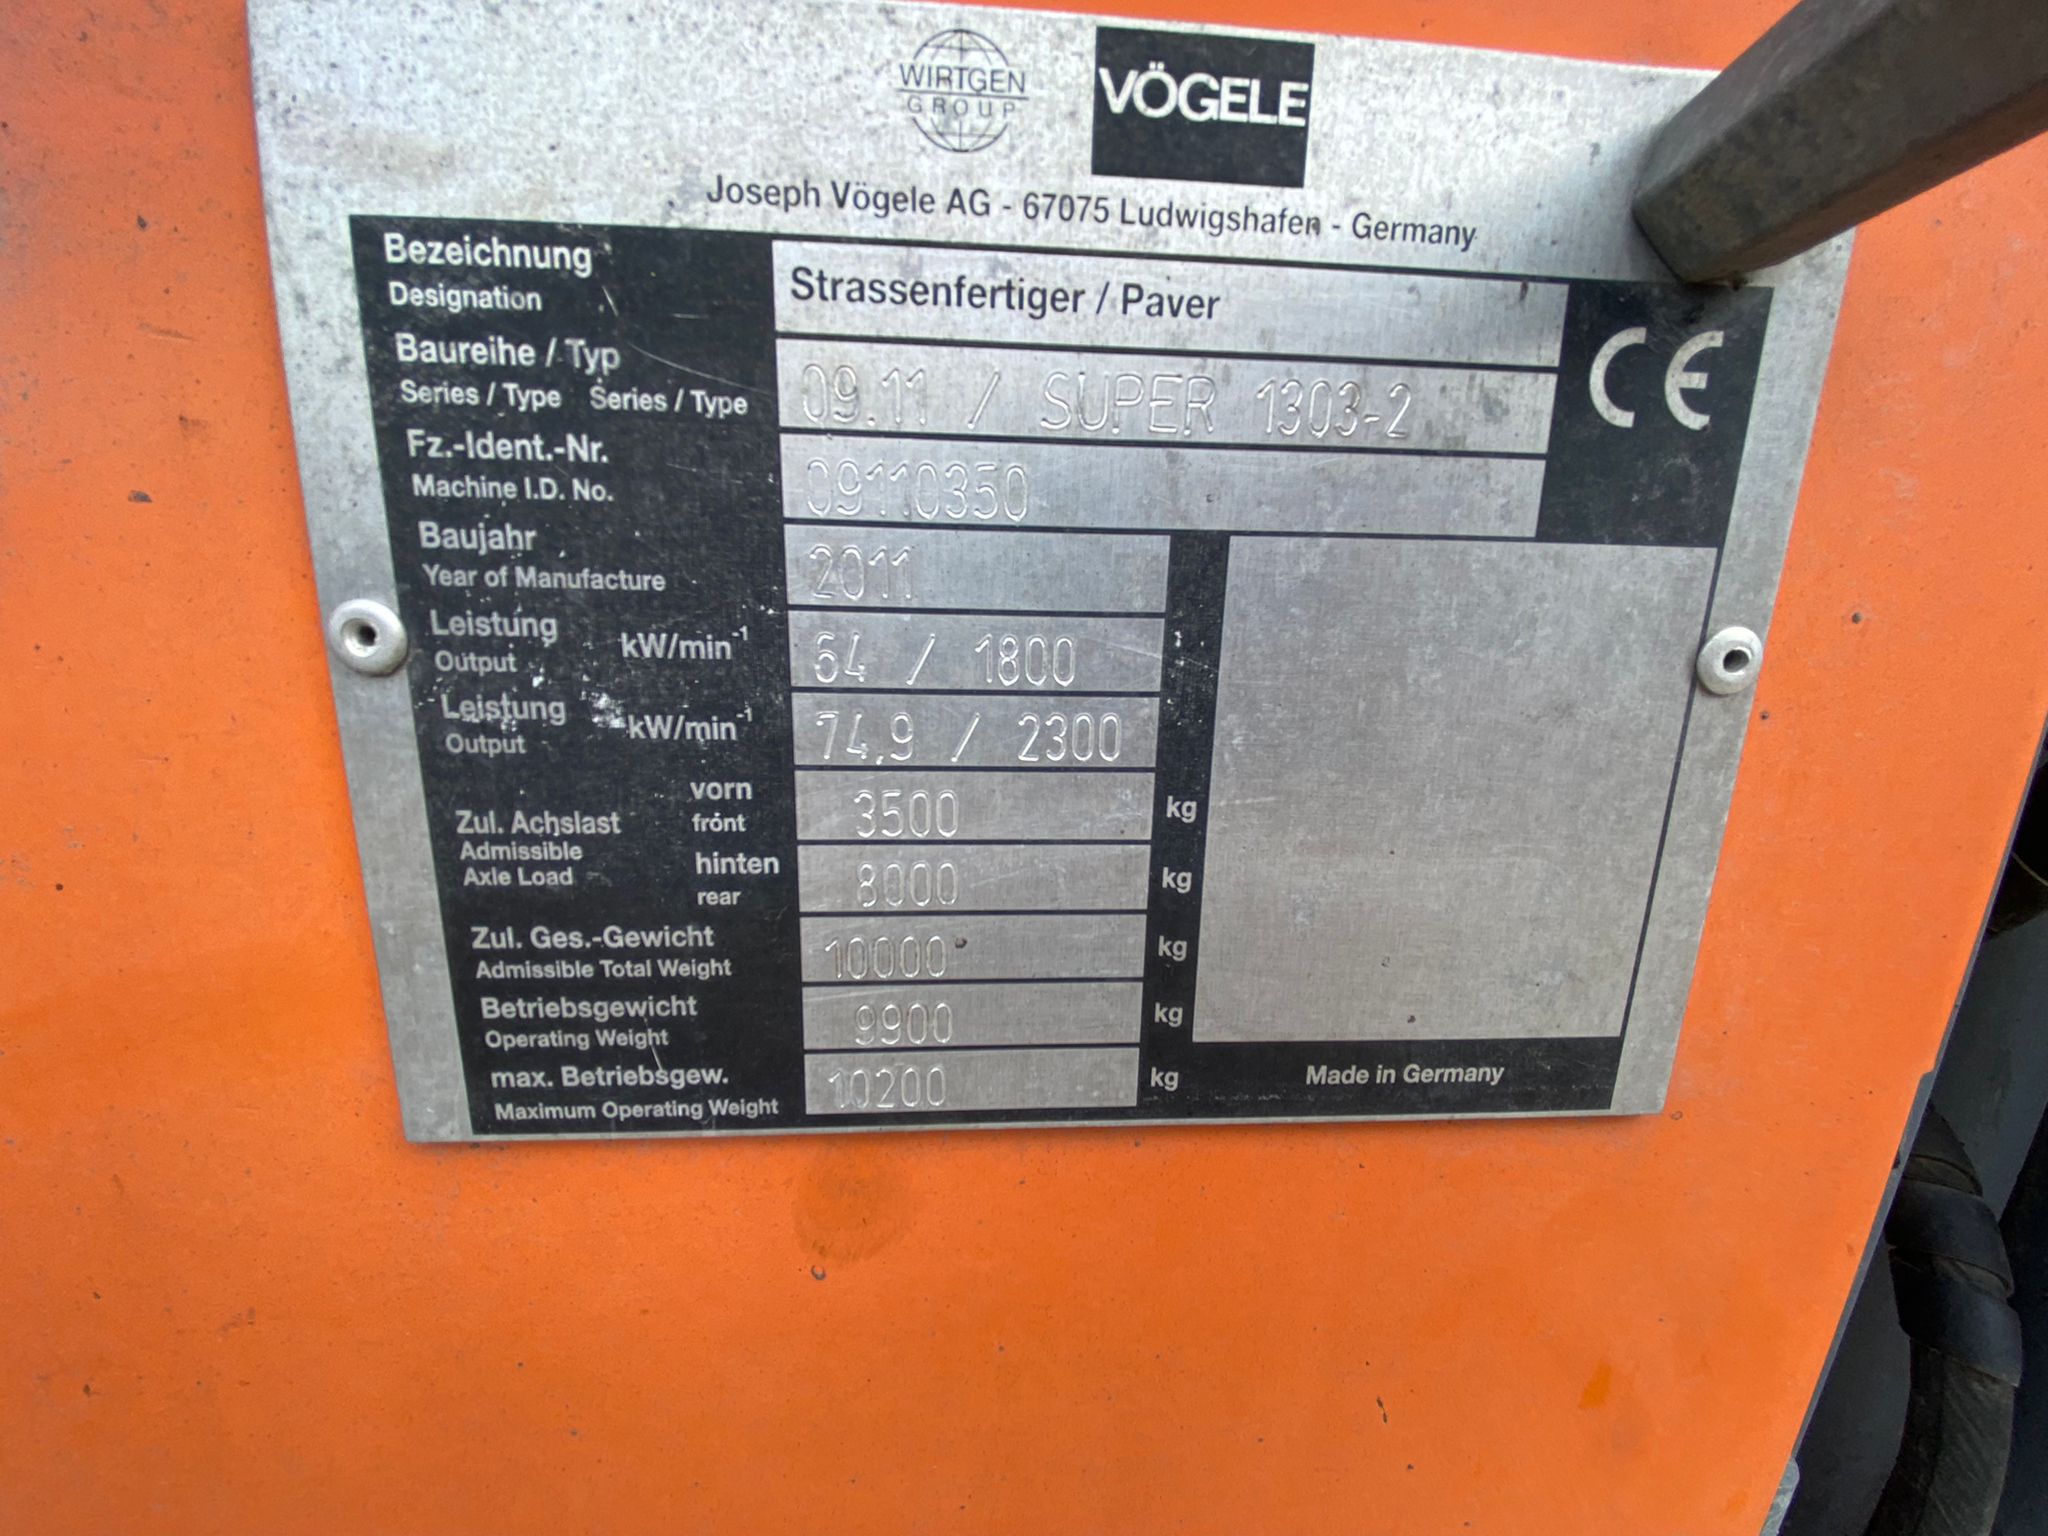 WIRTGEN
GROUP
VÖGELE
Joseph Vögele AG - 67075 Ludwigshafen - Germany
Bezeichnung
Designation
Strassenfertiger / Paver
Baureihe / Typ
Series / Type Series / Type
09.11 / SUPER 1303-2
CE
Fz.-Ident.-Nr.
Machine I.D. No.
09110350
Baujahr
Year of Manufacture
2011
Leistung
Output
kW/min-1
64 / 1800
Leistung
Output
kW/min-1
74,9 / 2300
Zul. Achslast
Admissible
Axle Load
vorn
front
3500 kg
hinten
rear
8000 kg
Zul. Ges.-Gewicht
Admissible Total Weight
10000 kg
Betriebsgewicht
Operating Weight
9900 kg
max. Betriebsgew.
Maximum Operating Weight
10200 kg
Made in Germany